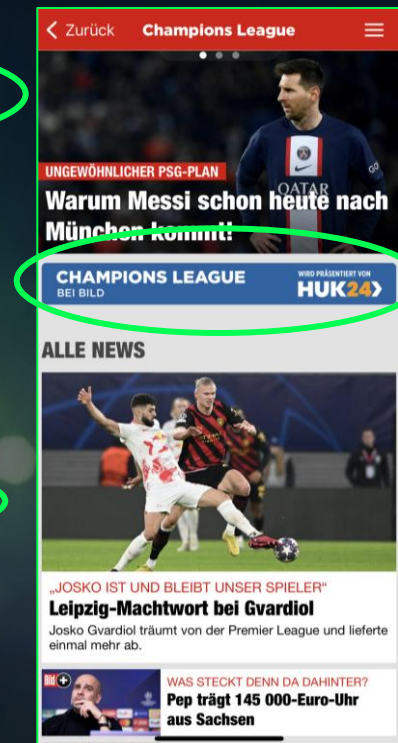 Zurück Champions League
UNGEWÖHNLICHER PSG-PLAN
QATAR
Warum Messi schon heute nach
München kommt!
CHAMPIONS LEAGUE
BEI BILD
WIRD PRÄSENTIERT VON
HUK24
ALLE NEWS
„JOSKO IST UND BLEIBT UNSER SPIELER“
Leipzig-Machtwort bei Gvardiol
Josko Gvardiol träumt von der Premier League und lieferte
einmal mehr ab.
Bild +
WAS STECKT DENN DA DAHINTER?
Pep trägt 145 000-Euro-Uhr
aus Sachsen